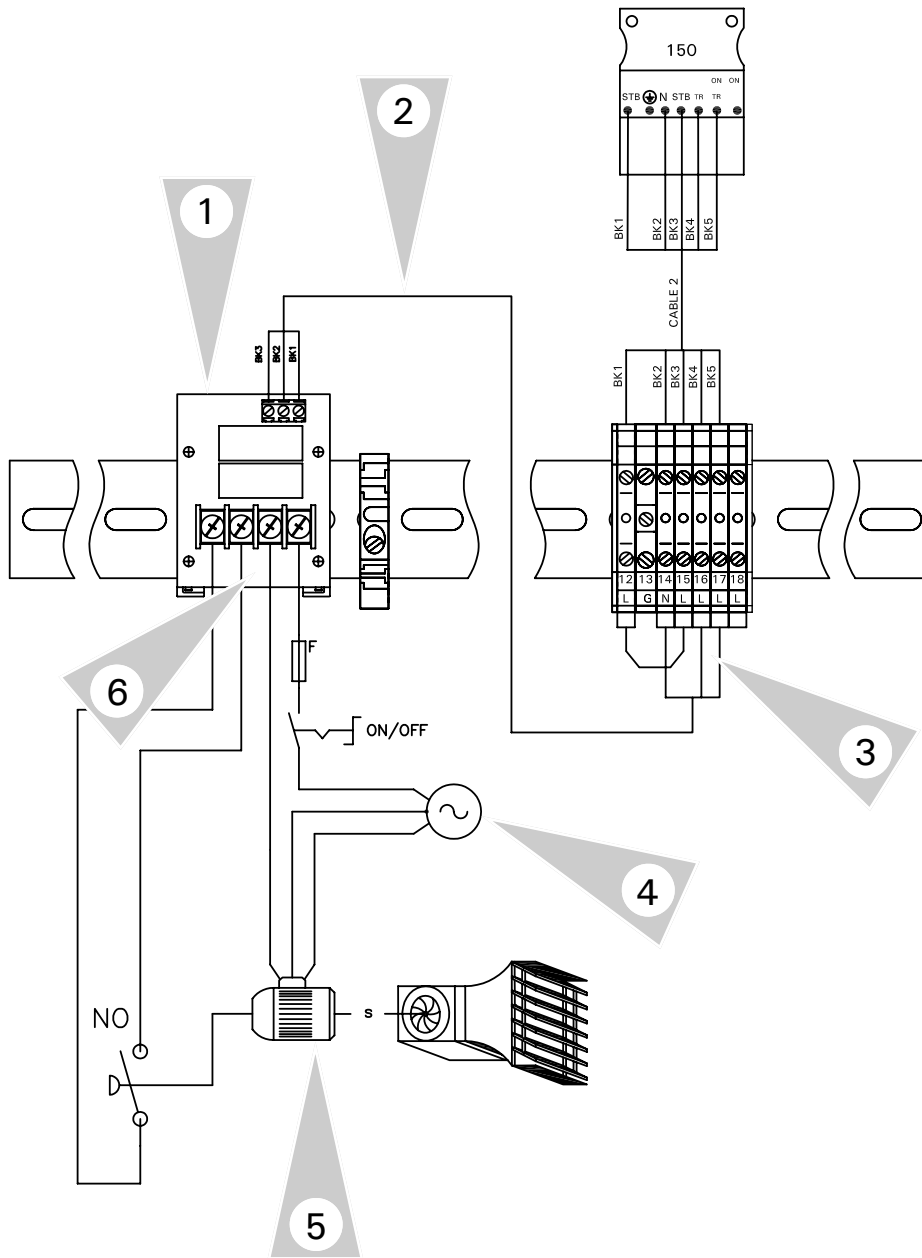 150
ON ON
STB N STB TR TR
2
1
BK1 BK2 BK3 BK4 BK5
CABLE 2
BK3 BK2 BK1
BK1 BK2 BK3 BK4 BK5
12 13 14 15 16 17 18
L G N L L L L
F
6
ON/OFF
3
4
NO
S
5